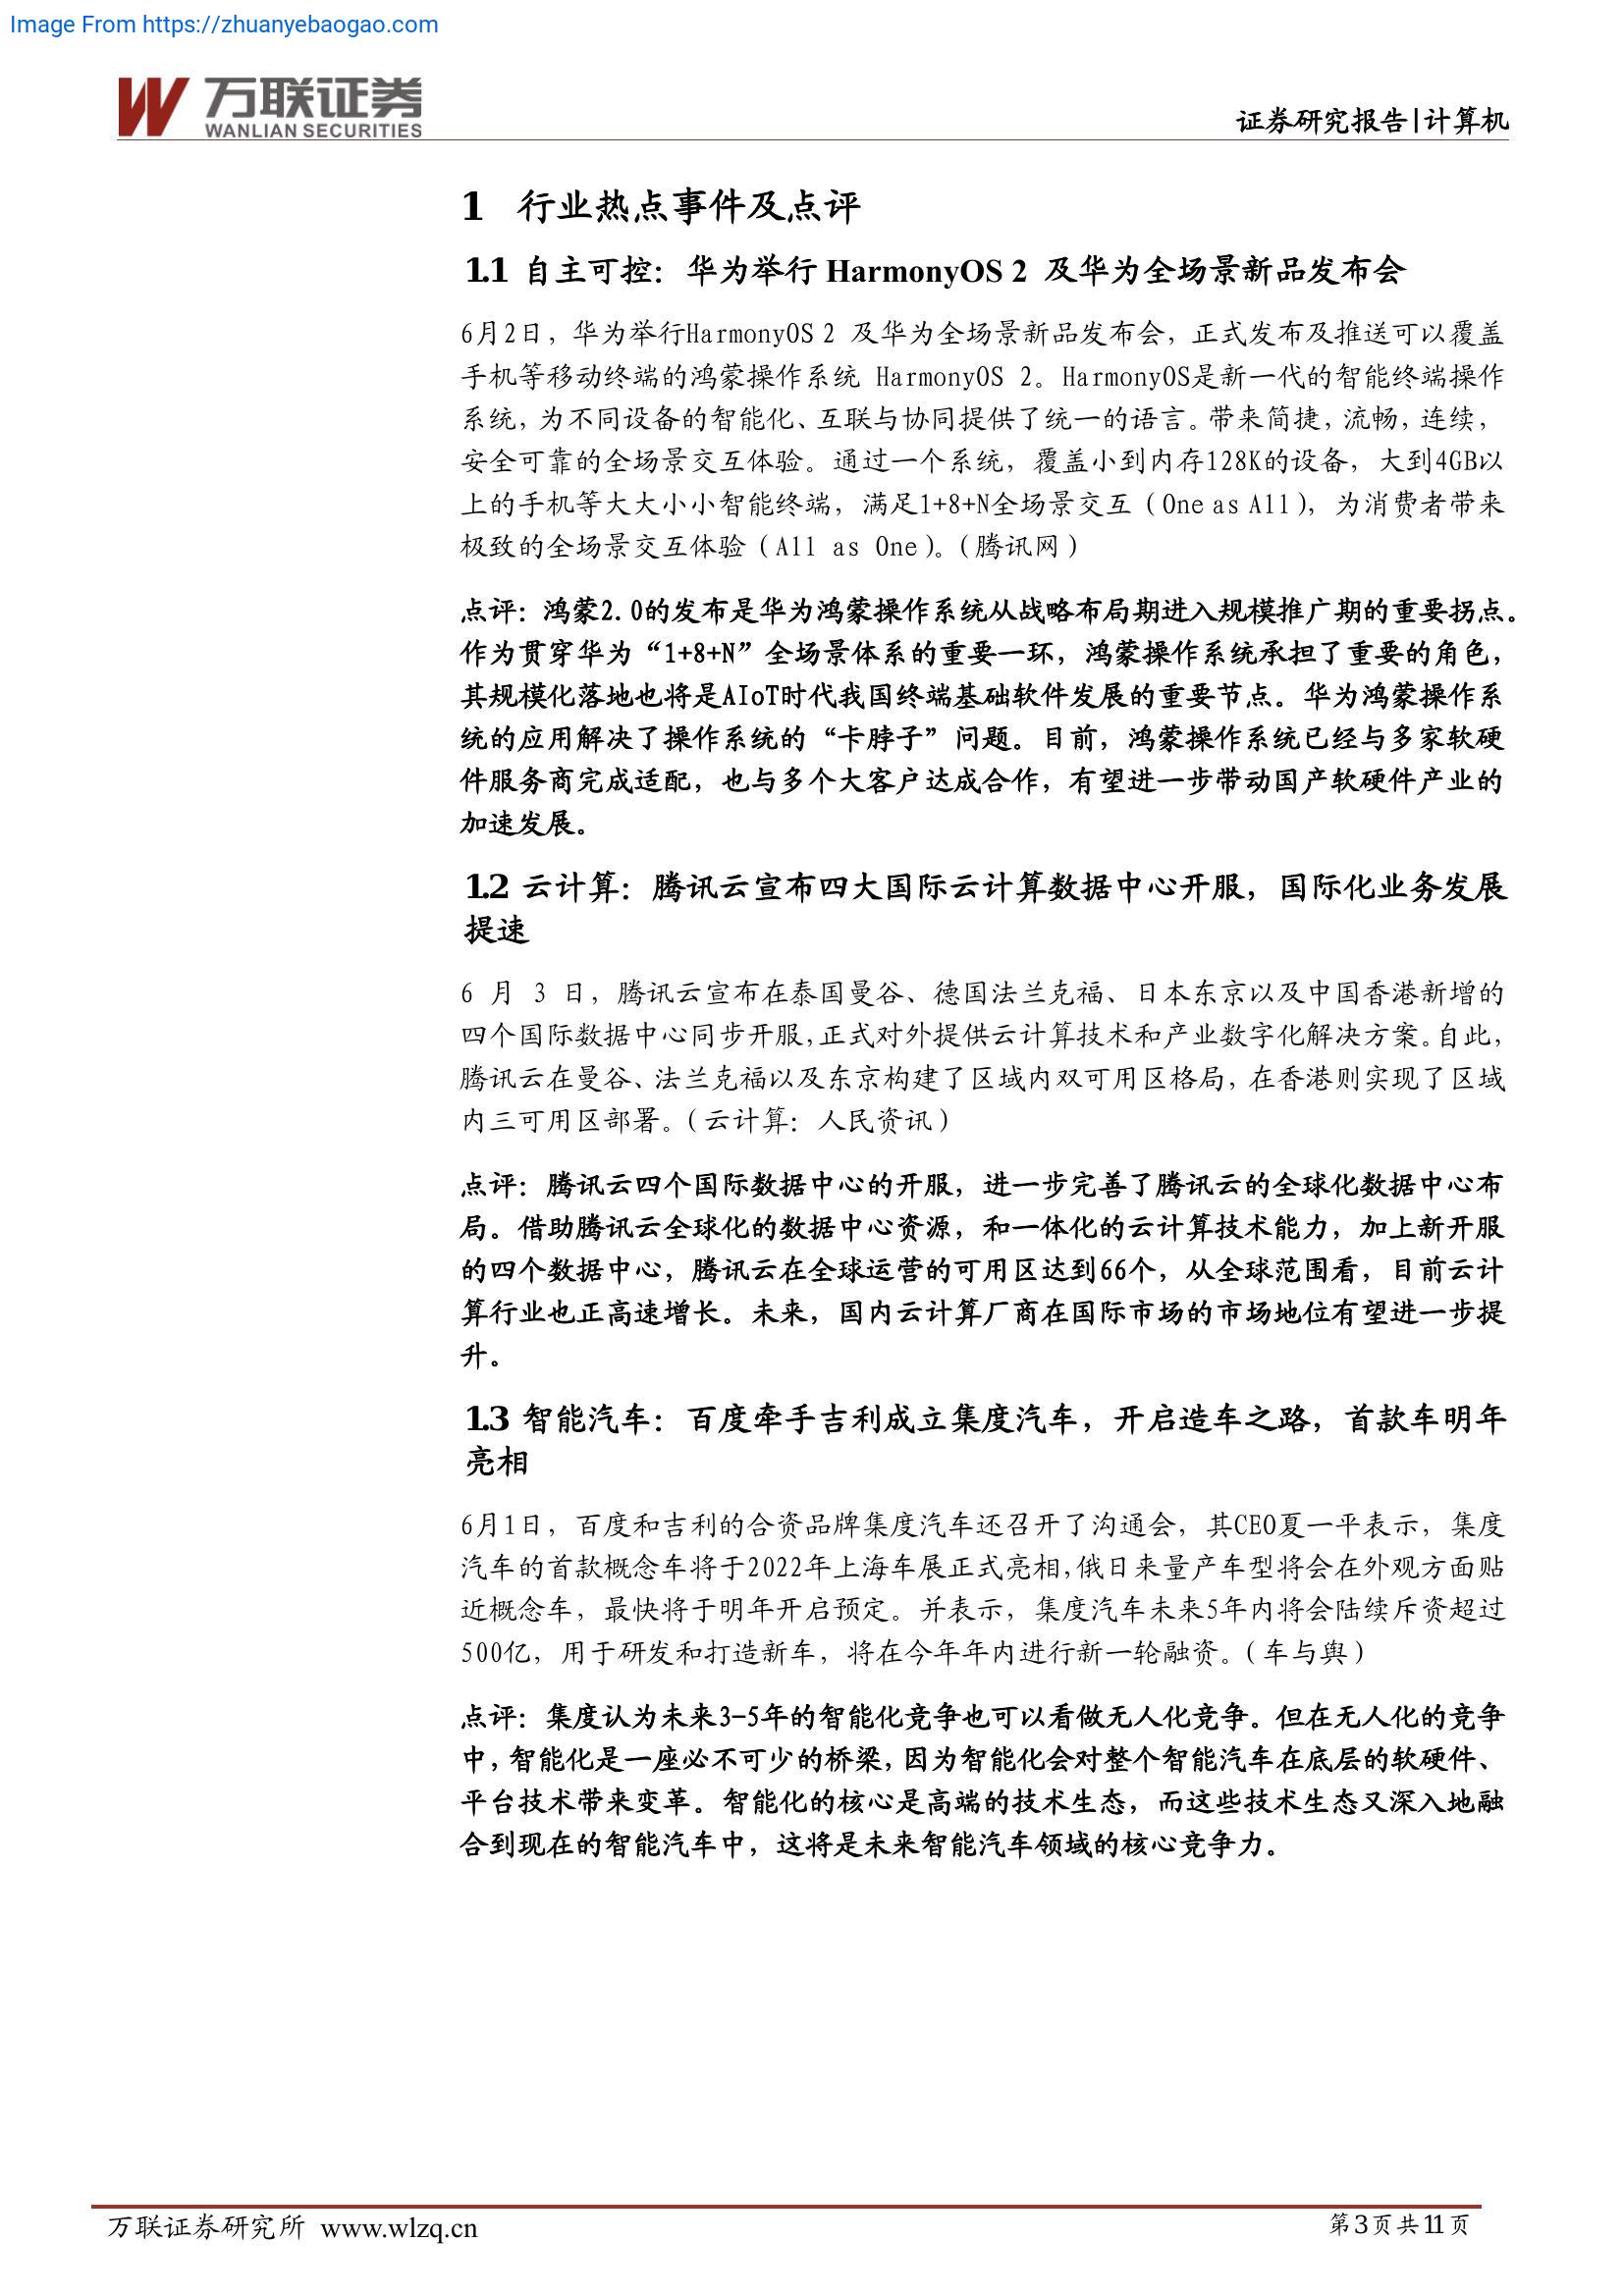 Image From https://zhuanyebaogao.com
万联证券
WANLIAN SECURITIES
证券研究报告|计算机
1 行业热点事件及点评
1.1 自主可控：华为举行 HarmonyOS 2 及华为全场景新品发布会
6月2日，华为举行HarmonyOS 2 及华为全场景新品发布会，正式发布及推送可以覆盖
手机等移动终端的鸿蒙操作系统 HarmonyOS 2。HarmonyOS是新一代的智能终端操作
系统，为不同设备的智能化、互联与协同提供了统一的语言。带来简捷，流畅，连续，
安全可靠的全场景交互体验。通过一个系统，覆盖小到内存128K的设备，大到4GB以
上的手机等大大小小智能终端，满足1+8+N全场景交互（One as All），为消费者带来
极致的全场景交互体验（All as One）。（腾讯网）
点评：鸿蒙2.0的发布是华为鸿蒙操作系统从战略布局期进入规模推广期的重要拐点。
作为贯穿华为“1+8+N”全场景体系的重要一环，鸿蒙操作系统承担了重要的角色，
其规模化落地也将是AIoT时代我国终端基础软件发展的重要节点。华为鸿蒙操作系
统的应用解决了操作系统的“卡脖子”问题。目前，鸿蒙操作系统已经与多家软硬
件服务商完成适配，也与多个大客户达成合作，有望进一步带动国产软硬件产业的
加速发展。
1.2 云计算：腾讯云宣布四大国际云计算数据中心开服，国际化业务发展
提速
6 月 3 日，腾讯云宣布在泰国曼谷、德国法兰克福、日本东京以及中国香港新增的
四个国际数据中心同步开服，正式对外提供云计算技术和产业数字化解决方案。自此，
腾讯云在曼谷、法兰克福以及东京构建了区域内双可用区格局，在香港则实现了区域
内三可用区部署。（云计算：人民资讯）
点评：腾讯云四个国际数据中心的开服，进一步完善了腾讯云的全球化数据中心布
局。借助腾讯云全球化的数据中心资源，和一体化的云计算技术能力，加上新开服
的四个数据中心，腾讯云在全球运营的可用区达到66个，从全球范围看，目前云计
算行业也正高速增长。未来，国内云计算厂商在国际市场的市场地位有望进一步提
升。
1.3 智能汽车：百度牵手吉利成立集度汽车，开启造车之路，首款车明年
亮相
6月1日，百度和吉利的合资品牌集度汽车还召开了沟通会，其CEO夏一平表示，集度
汽车的首款概念车将于2022年上海车展正式亮相，俄日来量产车型将会在外观方面贴
近概念车，最快将于明年开启预定。并表示，集度汽车未来5年内将会陆续斥资超过
500亿，用于研发和打造新车，将在今年年内进行新一轮融资。（车与舆）
点评：集度认为未来3-5年的智能化竞争也可以看做无人化竞争。但在无人化的竞争
中，智能化是一座必不可少的桥梁，因为智能化会对整个智能汽车在底层的软硬件、
平台技术带来变革。智能化的核心是高端的技术生态，而这些技术生态又深入地融
合到现在的智能汽车中，这将是未来智能汽车领域的核心竞争力。
万联证券研究所 www.wlzq.cn
第3页共11页